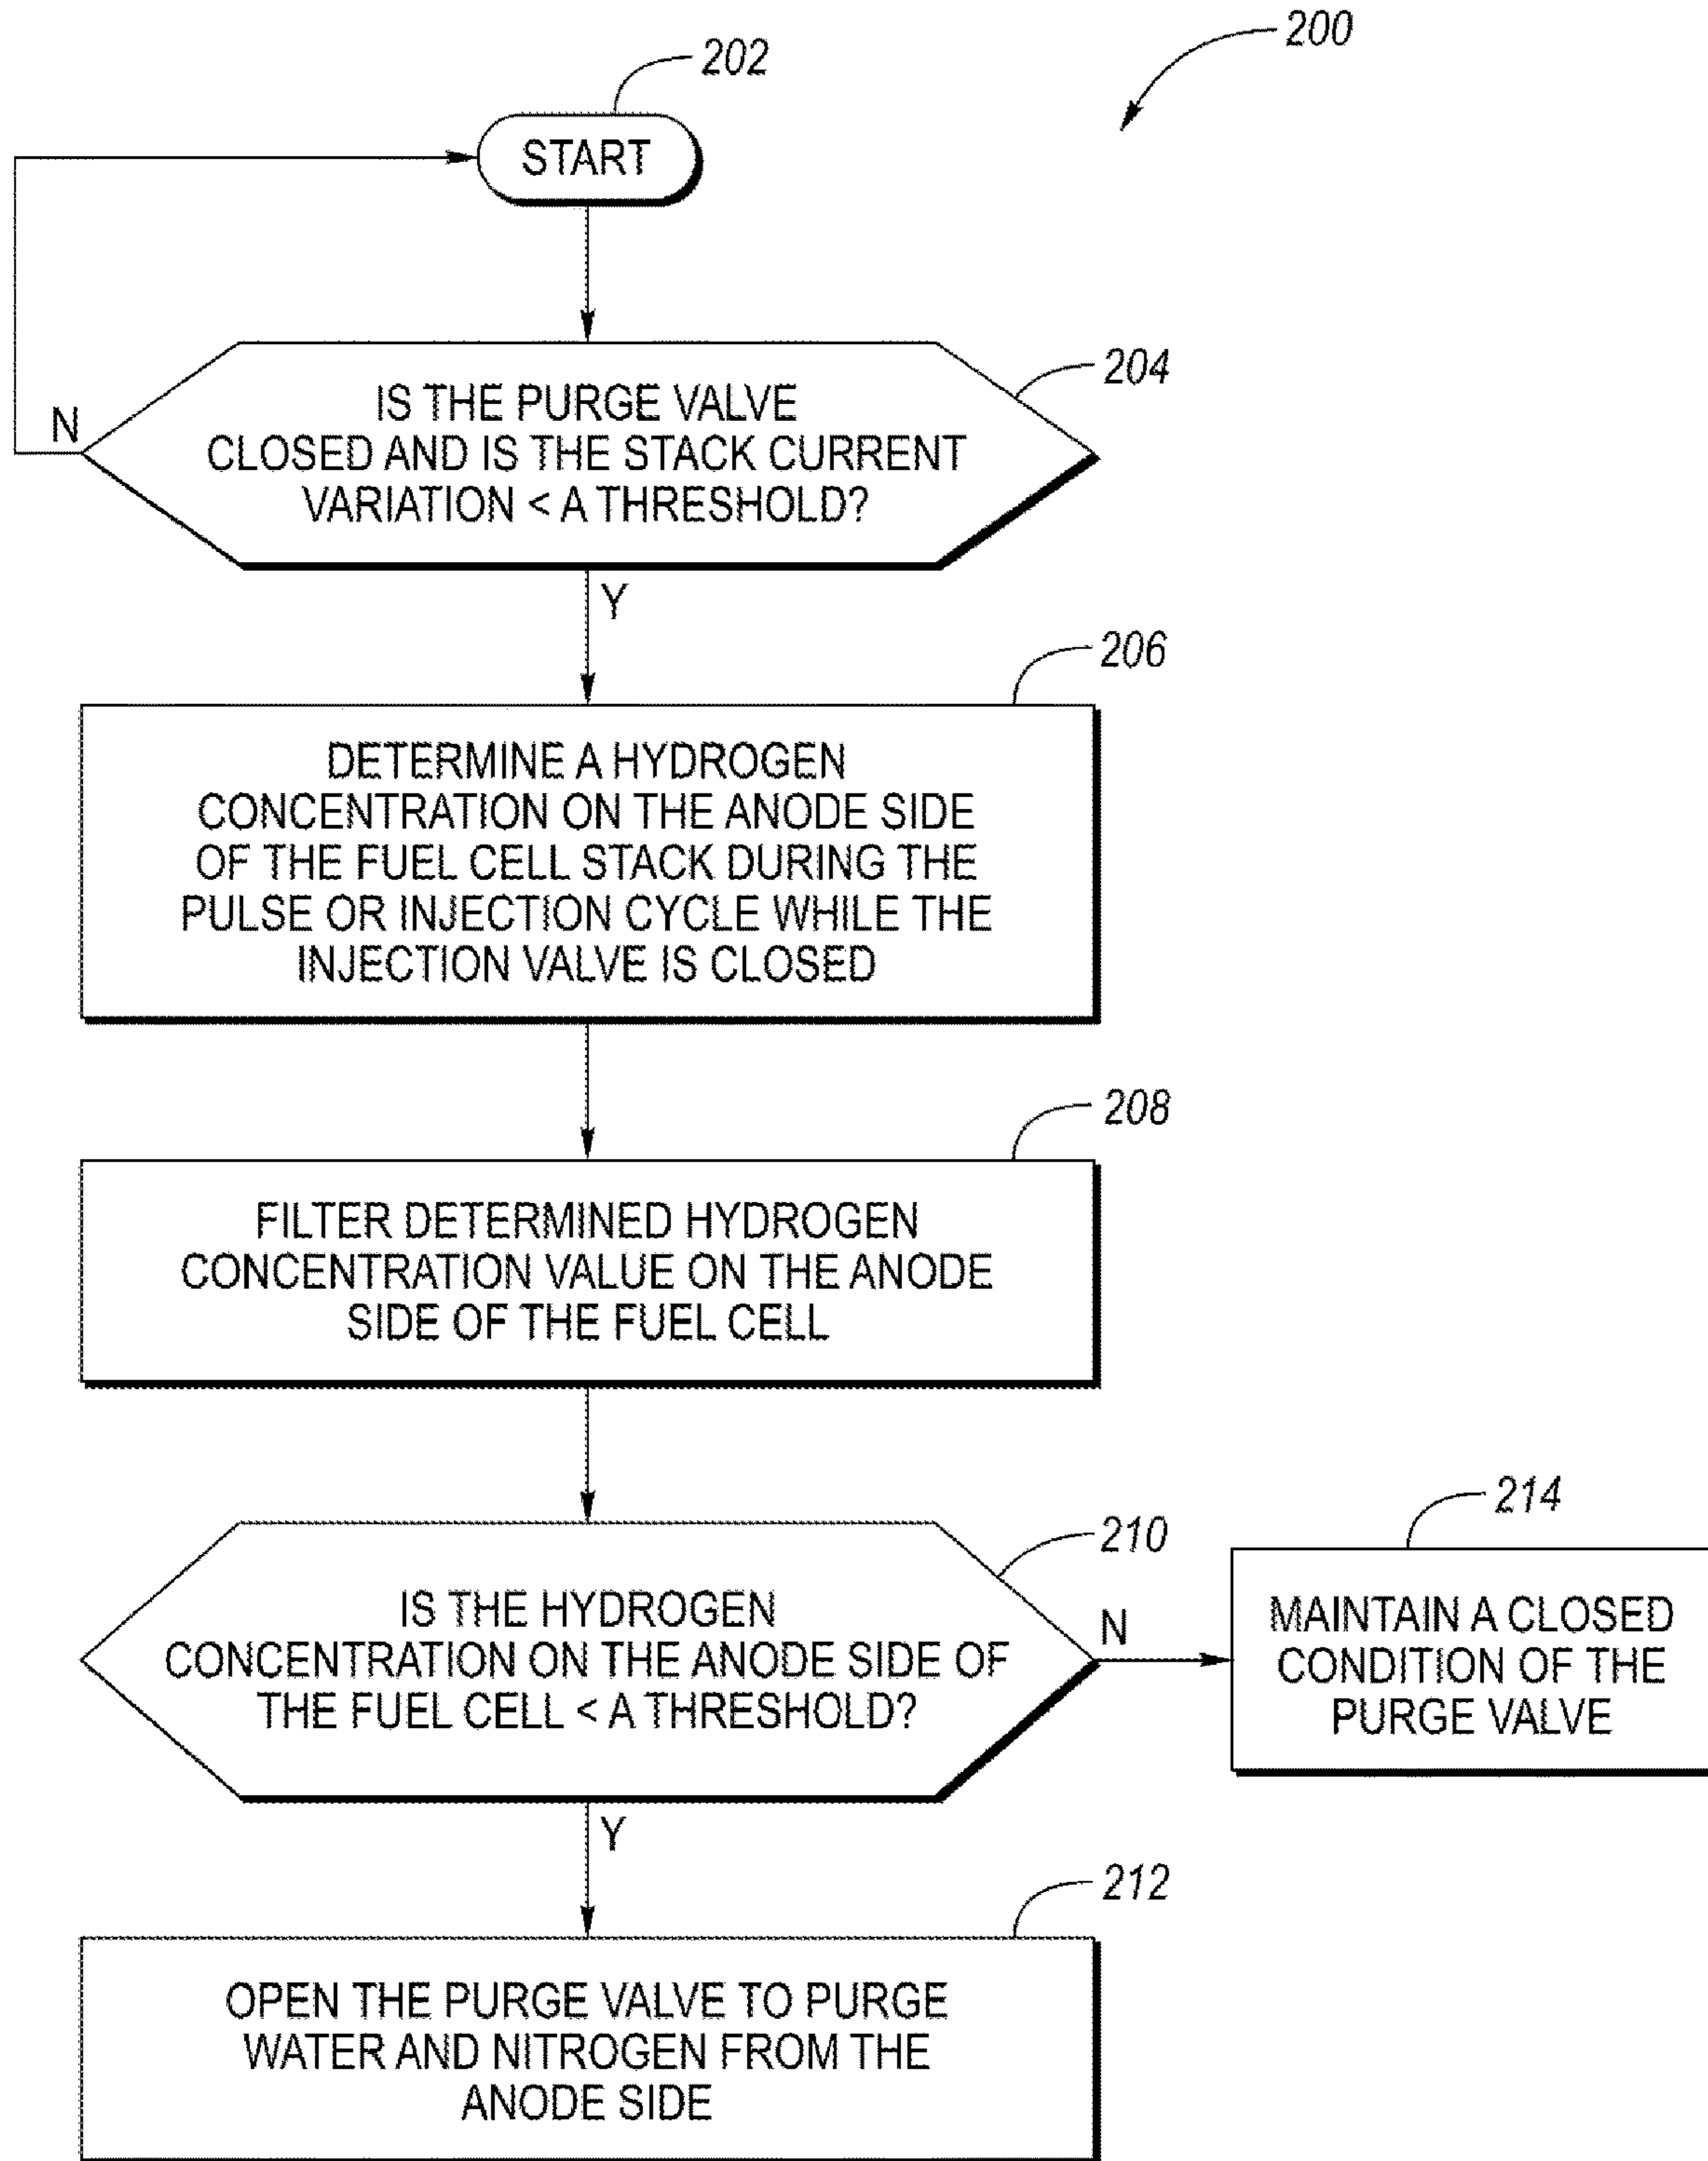 200
202
START
204
IS THE PURGE VALVE
CLOSED AND IS THE STACK CURRENT
VARIATION < A THRESHOLD?
N
Y
206
DETERMINE A HYDROGEN
CONCENTRATION ON THE ANODE SIDE
OF THE FUEL CELL STACK DURING THE
PULSE OR INJECTION CYCLE WHILE THE
INJECTION VALVE IS CLOSED
208
FILTER DETERMINED HYDROGEN
CONCENTRATION VALUE ON THE ANODE
SIDE OF THE FUEL CELL
210
IS THE HYDROGEN
CONCENTRATION ON THE ANODE SIDE OF
THE FUEL CELL < A THRESHOLD?
N
214
MAINTAIN A CLOSED
CONDITION OF THE
PURGE VALVE
Y
212
OPEN THE PURGE VALVE TO PURGE
WATER AND NITROGEN FROM THE
ANODE SIDE